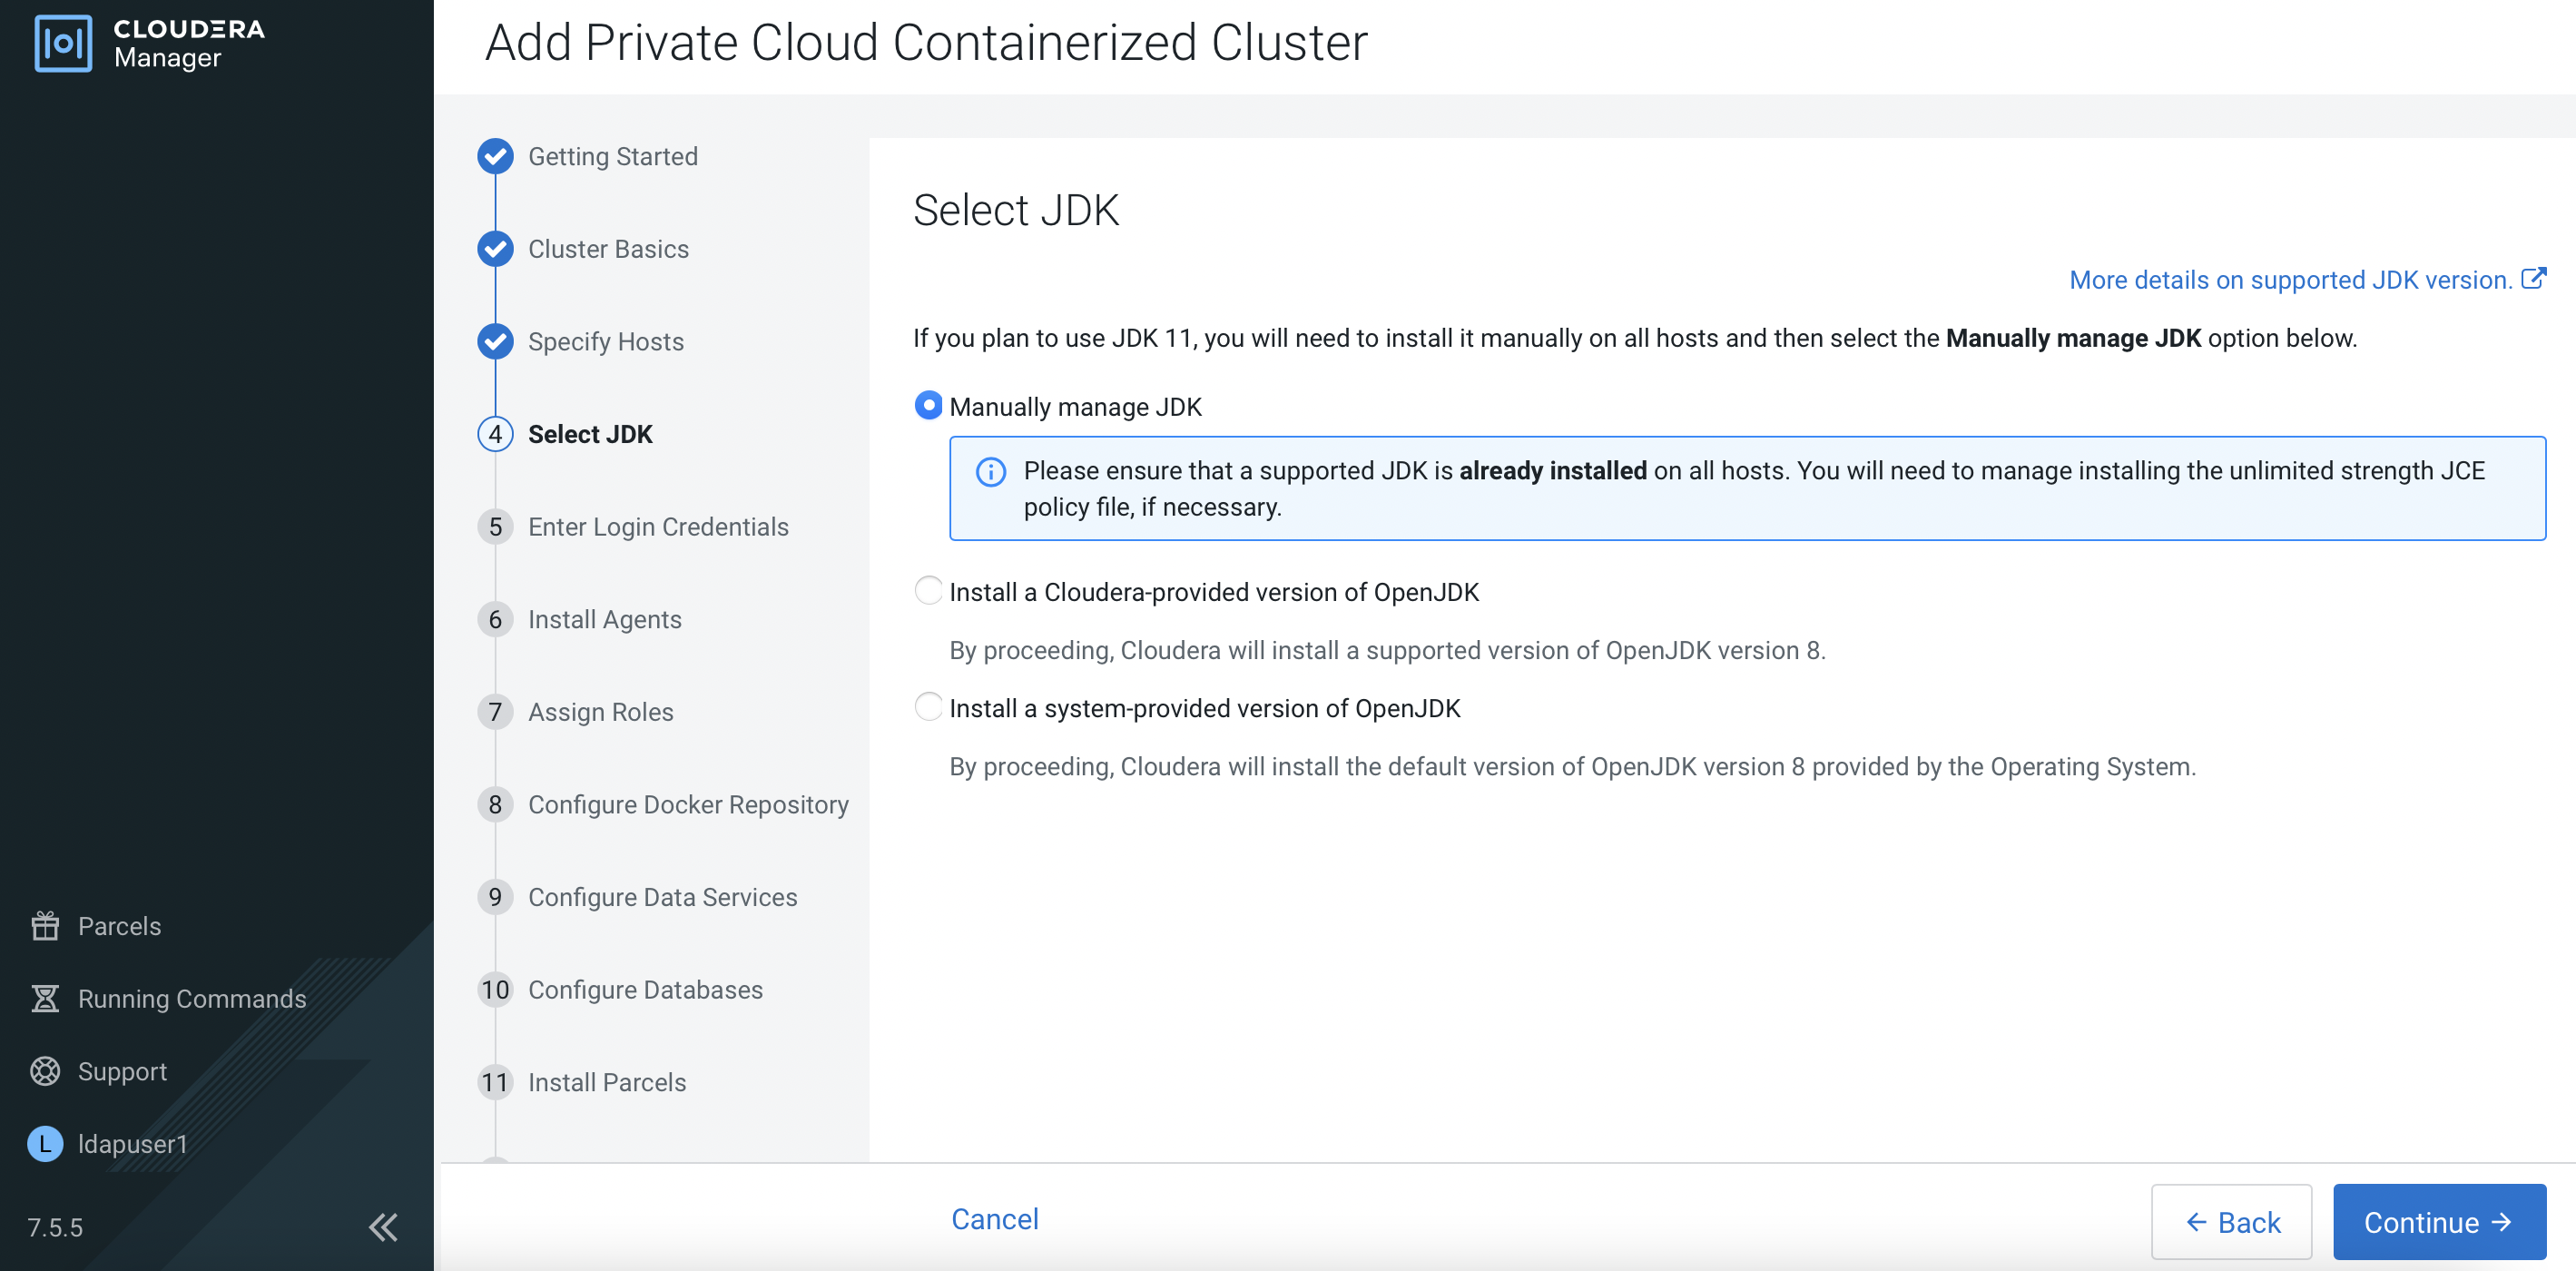 CLOUDERA
Manager
Add Private Cloud Containerized Cluster
Getting Started
Cluster Basics
Specify Hosts
4 Select JDK
5 Enter Login Credentials
6 Install Agents
7 Assign Roles
8 Configure Docker Repository
9 Configure Data Services
10 Configure Databases
11 Install Parcels
Select JDK
More details on supported JDK version.
If you plan to use JDK 11, you will need to install it manually on all hosts and then select the Manually manage JDK option below.
Manually manage JDK
Please ensure that a supported JDK is already installed on all hosts. You will need to manage installing the unlimited strength JCE
policy file, if necessary.
Install a Cloudera-provided version of OpenJDK
By proceeding, Cloudera will install a supported version of OpenJDK version 8.
Install a system-provided version of OpenJDK
By proceeding, Cloudera will install the default version of OpenJDK version 8 provided by the Operating System.
Parcels
Running Commands
Support
L ldapuser1
7.5.5
Cancel
Back
Continue